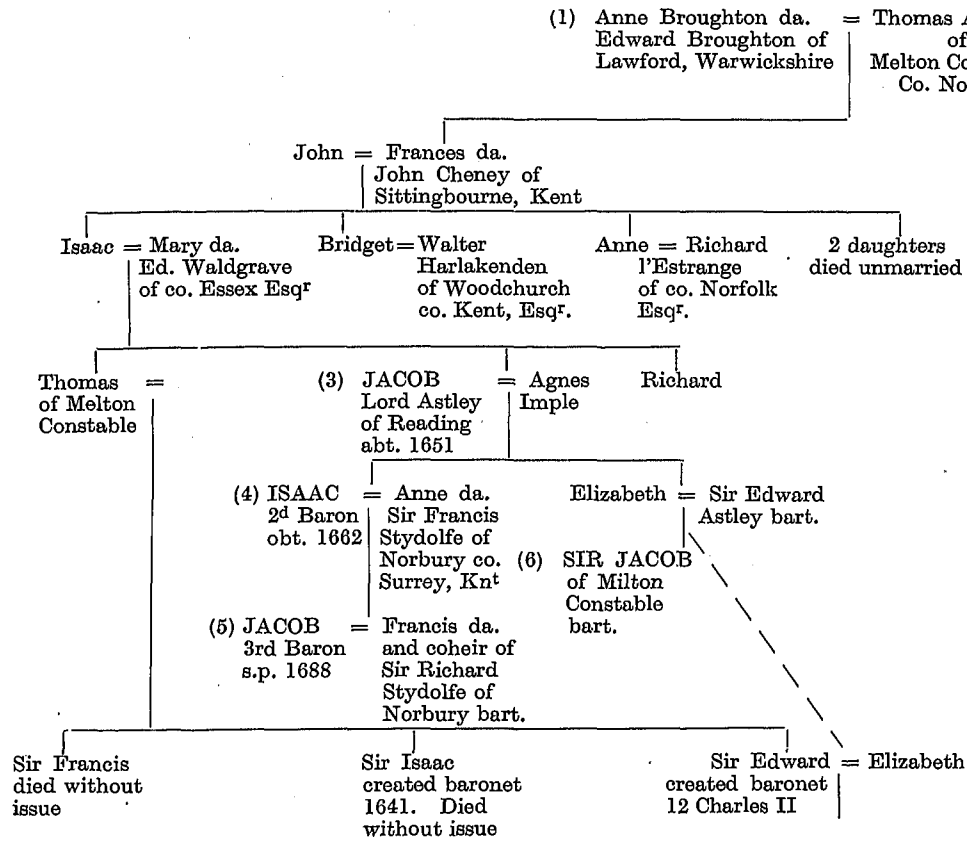 (1) Anne Broughton da. = Thomas
Edward Broughton of
Lawford, Warwickshire
of
Melton
Co.
John = Frances da.
John Cheney of
Sittingbourne, Kent
Isaac = Mary da.
Ed. Waldgrave
of co. Essex Esqʳ
Bridget = Walter
Harlakenden
of Woodchurch
co. Kent, Esqʳ.
Anne = Richard
l'Estrange
of co. Norfolk
Esqʳ.
2 daughters
died unmarried
Thomas =
of Melton
Constable
(3) JACOB = Agnes
Lord Astley
of Reading
abt. 1651
Imple
Richard
(4) ISAAC = Anne da.
2ᵈ Baron
obt. 1662
Sir Francis
Stydolfe of
Norbury co.
Surrey, Knᵗ
Elizabeth = Sir Edward
Astley bart.
(6) SIR JACOB
of Milton
Constable
bart.
(5) JACOB = Francis da.
3rd Baron
s.p. 1688
and coheir of
Sir Richard
Stydolfe of
Norbury bart.
Sir Francis
died without
issue
Sir Isaac
created baronet
1641. Died
without issue
Sir Edward = Elizabeth
created baronet
12 Charles II